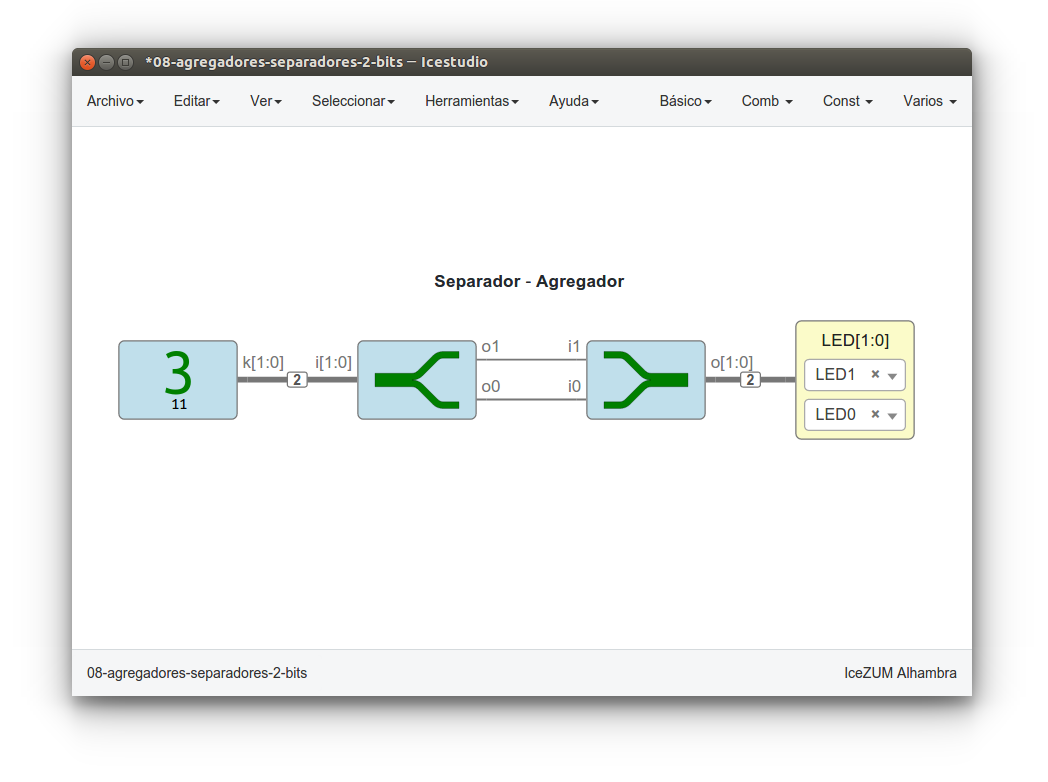 *08-agregadores-separadores-2-bits — Icestudio
Archivo Editar Ver Seleccionar Herramientas Ayuda Básico Comb Const Varios
Separador - Agregador
3
11
k[1:0]
2
i[1:0]
o1
o0
i1
i0
o[1:0]
2
LED[1:0]
LED1
LED0
08-agregadores-separadores-2-bits IceZUM Alhambra